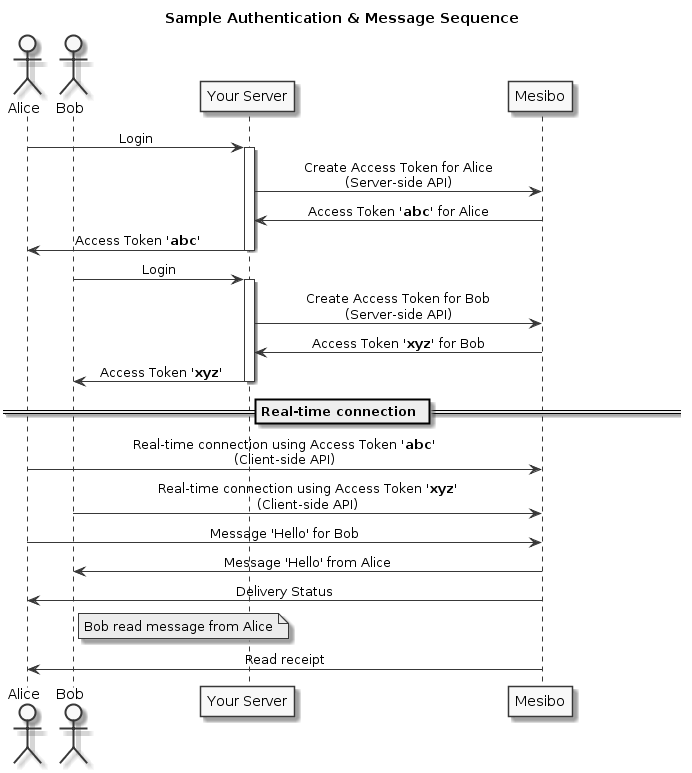 Sample Authentication & Message Sequence
Alice
Bob
Your Server
Mesibo
Login
Create Access Token for Alice
(Server-side API)
Access Token 'abc' for Alice
Access Token 'abc'
Login
Create Access Token for Bob
(Server-side API)
Access Token 'xyz' for Bob
Access Token 'xyz'
Real-time connection
Real-time connection using Access Token 'abc'
(Client-side API)
Real-time connection using Access Token 'xyz'
(Client-side API)
Message 'Hello' for Bob
Message 'Hello' from Alice
Delivery Status
Bob read message from Alice
Read receipt
Alice
Bob
Your Server
Mesibo